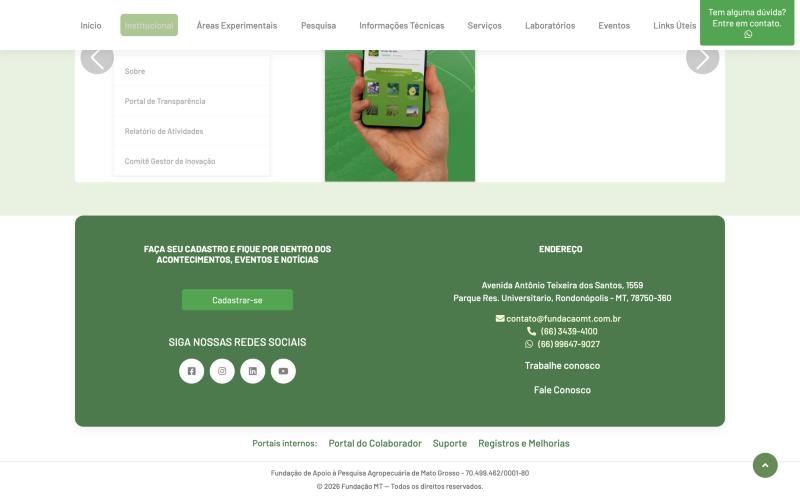 Início
Institucional
Áreas Experimentais
Pesquisa
Informações Técnicas
Serviços
Laboratórios
Eventos
Links Úteis
Tem alguma dúvida?
Entre em contato.
Sobre
Portal de Transparência
Relatório de Atividades
Comitê Gestor de Inovação
FAÇA SEU CADASTRO E FIQUE POR DENTRO DOS
ACONTECIMENTOS, EVENTOS E NOTÍCIAS
Cadastrar-se
SIGA NOSSAS REDES SOCIAIS
ENDEREÇO
Avenida Antônio Teixeira dos Santos, 1559
Parque Res. Universitario, Rondonópolis - MT, 78750-360
contato@fundacaomt.com.br
(66) 3439-4100
(66) 99647-9027
Trabalhe conosco
Fale Conosco
Portais internos: Portal do Colaborador Suporte Registros e Melhorias
Fundação de Apoio à Pesquisa Agropecuária de Mato Grosso - 70.499.462/0001-80
© 2026 Fundação MT — Todos os direitos reservados.